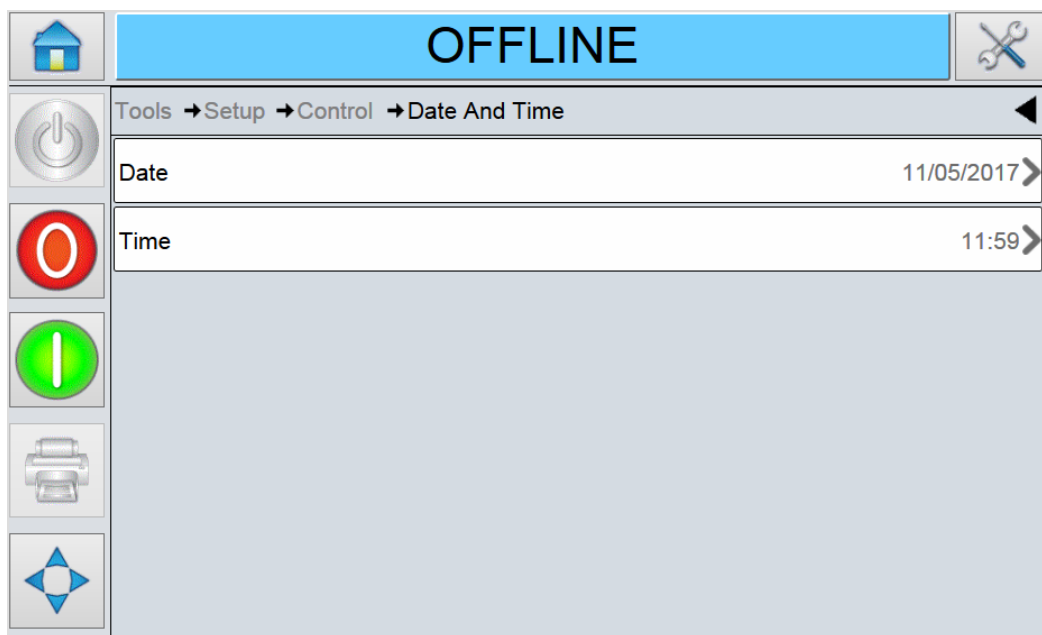 OFFLINE
Tools →Setup →Control →Date And Time
Date 11/05/2017
Time 11:59